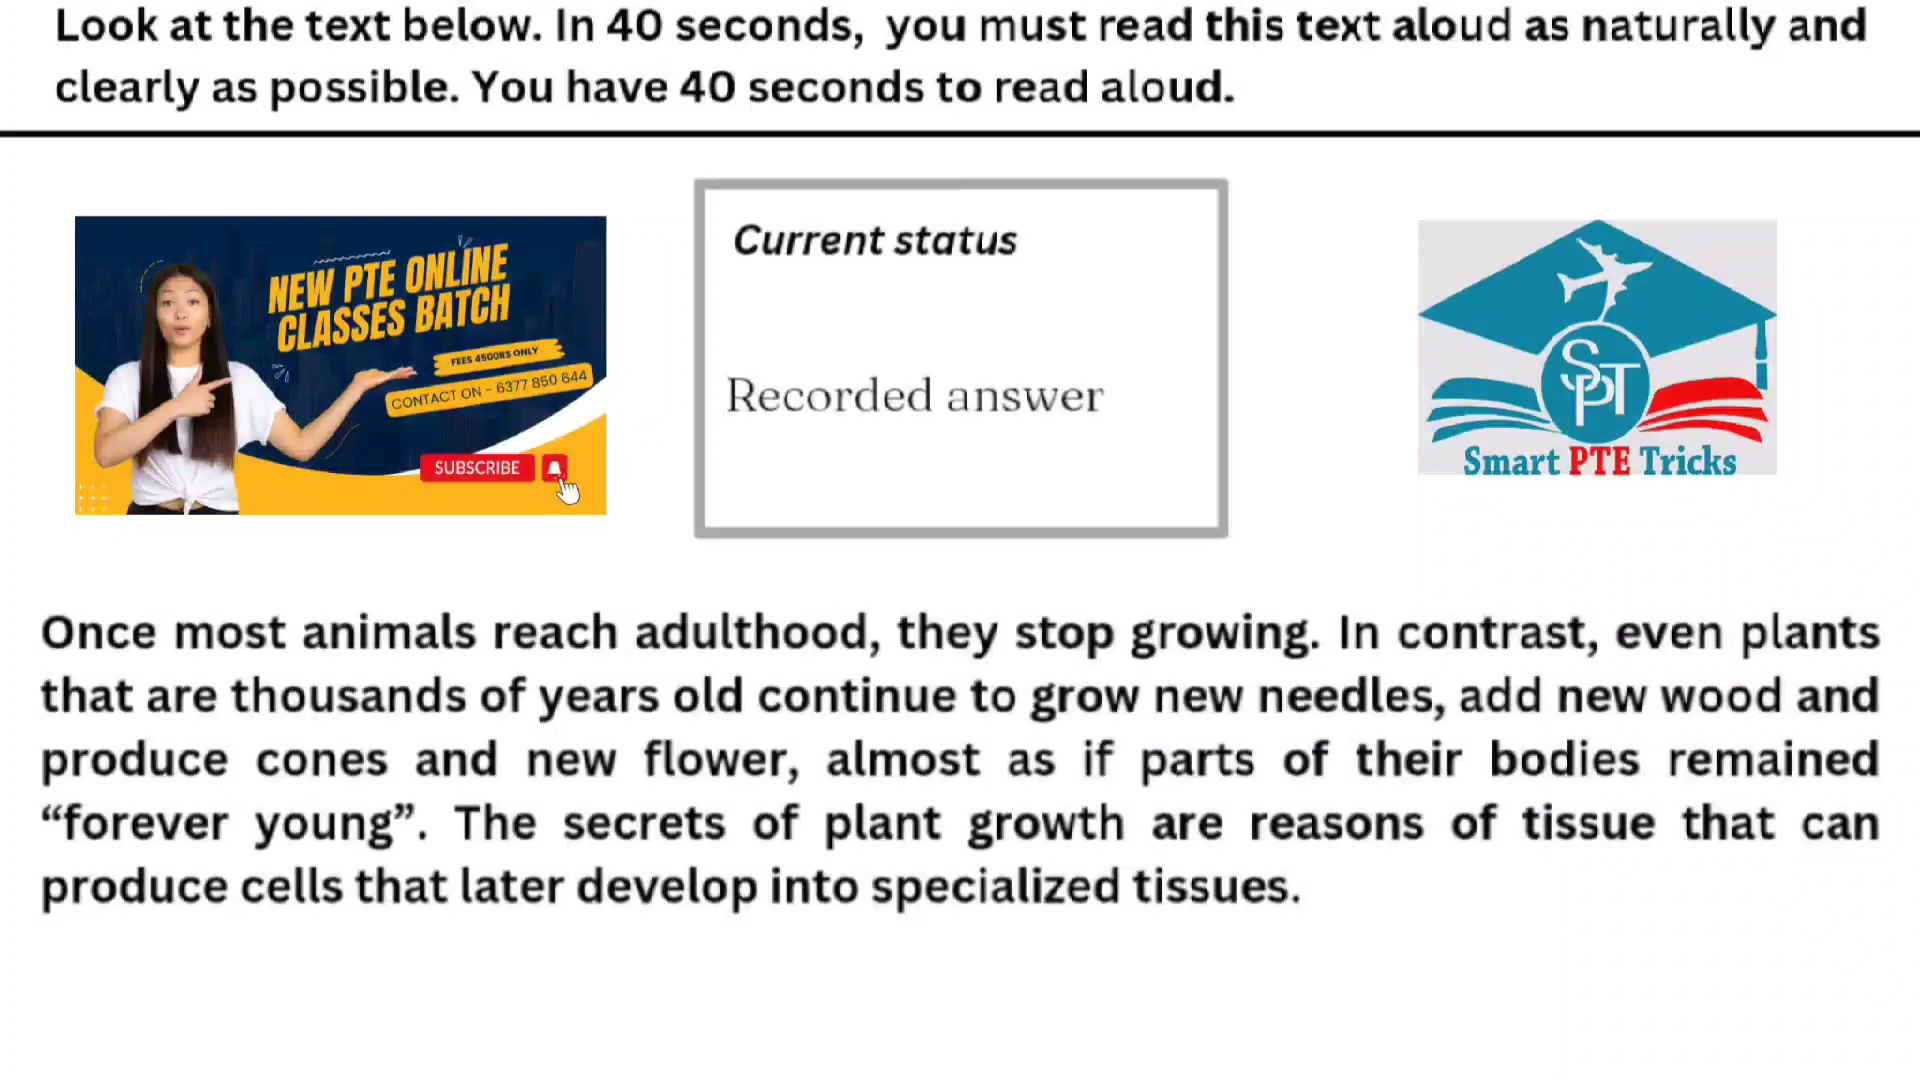 Look at the text below. In 40 seconds, you must read this text aloud as naturally and
clearly as possible. You have 40 seconds to read aloud.
NEW PTE ONLINE
CLASSES BATCH
FEES 4500RS ONLY
CONTACT ON - 6377 850 644
SUBSCRIBE
Current status
Recorded answer
SPT
Smart PTE Tricks
Once most animals reach adulthood, they stop growing. In contrast, even plants
that are thousands of years old continue to grow new needles, add new wood and
produce cones and new flower, almost as if parts of their bodies remained
“forever young”. The secrets of plant growth are reasons of tissue that can
produce cells that later develop into specialized tissues.